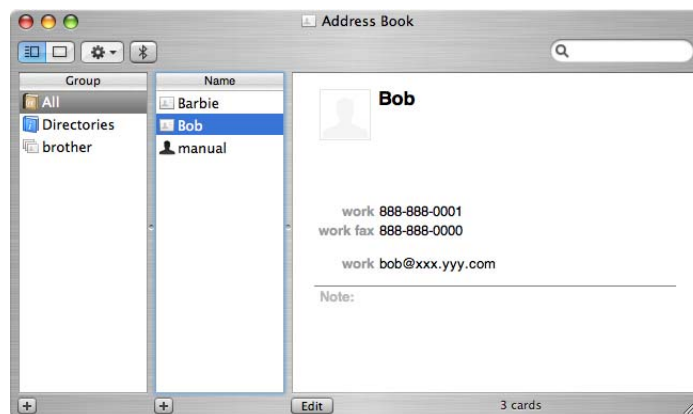 Address Book
Group
All
Directories
brother
Name
Barbie
Bob
manual
Bob
work 888-888-0001
work fax 888-888-0000
work bob@xxx.yyy.com
Note:
Edit
3 cards